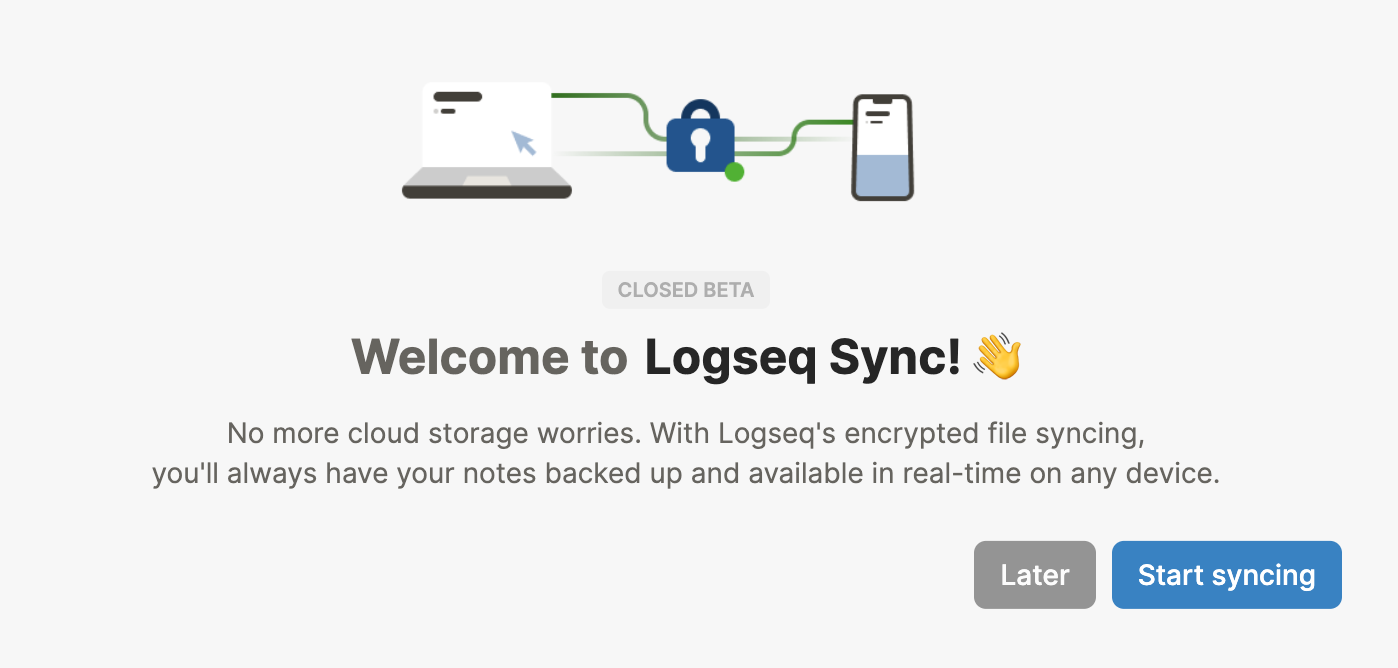 CLOSED BETA
Welcome to Logseq Sync! 👋
No more cloud storage worries. With Logseq's encrypted file syncing,
you'll always have your notes backed up and available in real-time on any device.
Later
Start syncing